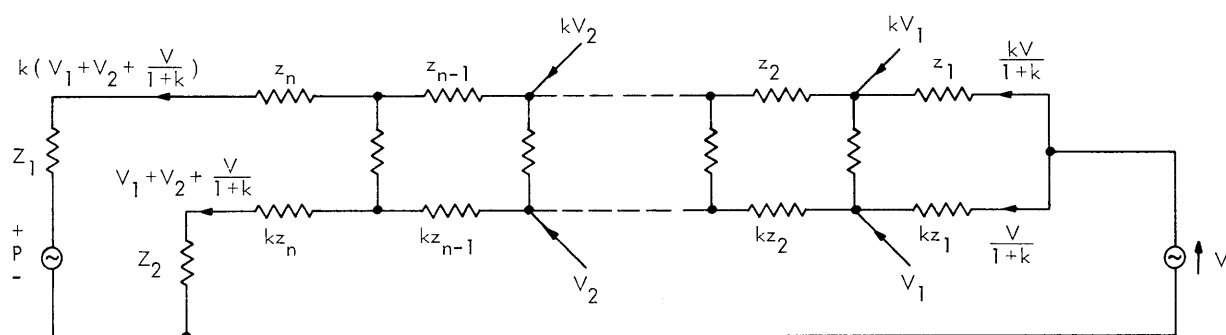 kV₂
kV₁
k(V₁+V₂+ V/(1+k))
zₙ
zₙ₋₁
z₂
z₁
kV/(1+k)
Z₁
V₁+V₂+ V/(1+k)
+
P
-
kzₙ
kzₙ₋₁
kz₂
kz₁
V/(1+k)
Z₂
V₂
V₁
V